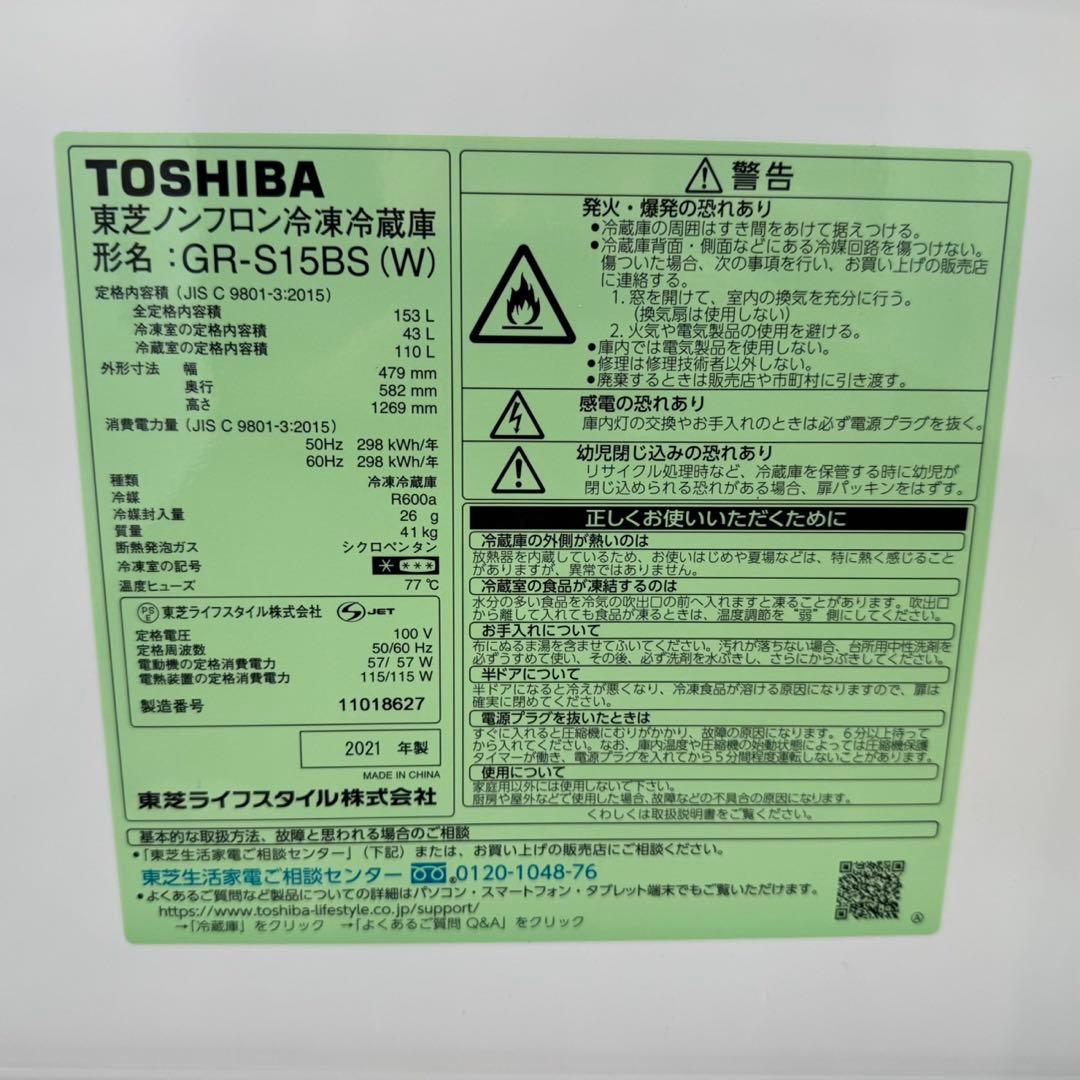 TOSHIBA
東芝ノンフロン冷凍冷蔵庫
形名：GR-S15BS (W)
定格内容積（JIS C 9801-3:2015）
全定格内容積 153 L
冷凍室の定格内容積 43 L
冷蔵室の定格内容積 110 L
外形寸法 幅 479 mm
奥行 582 mm
高さ 1269 mm
消費電力量（JIS C 9801-3:2015）
50Hz 298 kWh/年
60Hz 298 kWh/年
種類 冷凍冷蔵庫
冷媒 R600a
冷媒封入量 26 g
質量 41 kg
断熱発泡ガス シクロペンタン
冷凍室の記号 * ***
温度ヒューズ 77 ℃
PSE 東芝ライフスタイル株式会社 JET
定格電圧 100 V
定格周波数 50/60 Hz
電動機の定格消費電力 57/ 57 W
電熱装置の定格消費電力 115/115 W
製造番号 11018627
2021 年製
MADE IN CHINA
東芝ライフスタイル株式会社
警告
発火・爆発の恐れあり
●冷蔵庫の周囲はすき間をあけて据えつける。
●冷蔵庫背面・側面などにある冷媒回路を傷つけない。
傷ついた場合、次の事項を行い、お買い上げの販売店
に連絡する。
1. 窓を開けて、室内の換気を充分に行う。
(換気扇は使用しない)
2. 火気や電気製品の使用を避ける。
●庫内では電気製品を使用しない。
●修理は修理技術者以外しない。
●廃棄するときは販売店や市町村に引き渡す。
感電の恐れあり
庫内灯の交換やお手入れのときは必ず電源プラグを抜く。
幼児閉じ込みの恐れあり
リサイクル処理時など、冷蔵庫を保管する時に幼児が
閉じ込められる恐れがある場合、扉パッキンをはずす。
正しくお使いいただくために
冷蔵庫の外側が熱いのは
放熱器を内蔵しているため、お使いはじめや夏場などは、特に熱く感じること
がありますが、異常ではありません。
冷蔵室の食品が凍結するのは
水分の多い食品を冷気の吹出口の前へ入れますと凍ることがあります。吹出口
から離して入れても食品が凍るときは、温度調節を“弱”側にしてください。
お手入れについて
布にぬるま湯を含ませてふいてください。汚れが落ちない場合、台所用中性洗剤を
必ずうすめて使い、その後、必ず洗剤を水ぶきし、さらにからぶきしてください。
半ドアについて
半ドアになると冷えが悪くなり、冷凍食品が溶ける原因になりますので、扉は
確実に閉めてください。
電源プラグを抜いたときは
すぐに入れると圧縮機にむりがかかり、故障の原因になります。6分以上待って
から入れてください。なお、庫内温度や圧縮機の始動状態によっては圧縮機保護
タイマーが働き、電源プラグを入れてから5分間程度運転しないことがあります。
使用について
家庭用以外には使用しないで下さい。
厨房や屋外などで使用した場合、故障などの不具合の原因になります。
くわしくは取扱説明書をご覧ください。
基本的な取扱方法、故障と思われる場合のご相談
・「東芝生活家電ご相談センター」（下記）または、お買い上げの販売店にご相談ください。
東芝生活家電ご相談センター 0120-1048-76
・よくあるご質問など製品についての詳細はパソコン・スマートフォン・タブレット端末でもご覧いただけます。
https://www.toshiba-lifestyle.co.jp/support/
→「冷蔵庫」をクリック →「よくあるご質問 Q&A」をクリック
Ⓐ